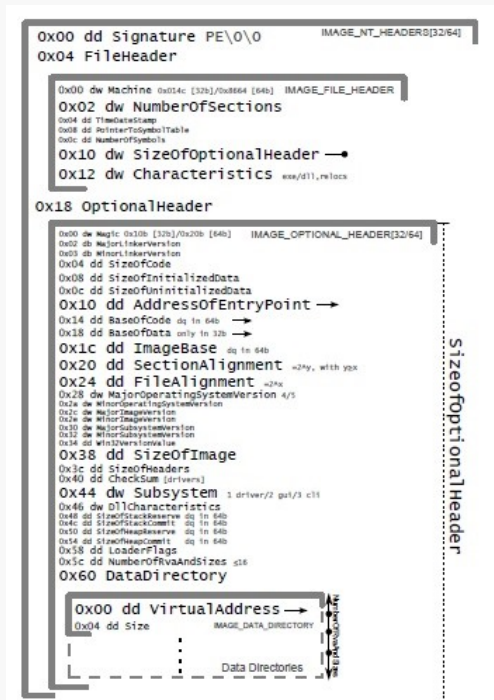 0x00 dd Signature PE\0\0 IMAGE_NT_HEADERS[32/64]
0x04 FileHeader
0x00 dw Machine 0x014c [32b]/0x8664 [64b] IMAGE_FILE_HEADER
0x02 dw NumberOfSections
0x04 dd TimeDateStamp
0x08 dd PointerToSymbolTable
0x0c dd NumberOfSymbols
0x10 dw SizeOfOptionalHeader
0x12 dw Characteristics exe/dll,relocs
0x18 OptionalHeader
0x00 dw Magic 0x10b [32b]/0x20b [64b] IMAGE_OPTIONAL_HEADER[32/64]
0x02 db MajorLinkerVersion
0x03 db MinorLinkerVersion
0x04 dd SizeOfCode
0x08 dd SizeOfInitializedData
0x0c dd SizeOfUninitializedData
0x10 dd AddressOfEntryPoint
0x14 dd BaseOfCode dq in 64b
0x18 dd BaseOfData only in 32b
0x1c dd ImageBase dq in 64b
0x20 dd SectionAlignment =2^y, with y≥x
0x24 dd FileAlignment =2^x
0x28 dw MajorOperatingSystemVersion 4/5
0x2a dw MinorOperatingSystemVersion
0x2c dw MajorImageVersion
0x2e dw MinorImageVersion
0x30 dw MajorSubsystemVersion
0x32 dw MinorSubsystemVersion
0x34 dd Win32VersionValue
0x38 dd SizeOfImage
0x3c dd SizeOfHeaders
0x40 dd CheckSum [drivers]
0x44 dw Subsystem 1 driver/2 gui/3 cli
0x46 dw DllCharacteristics
0x48 dd SizeOfStackReserve dq in 64b
0x4c dd SizeOfStackCommit dq in 64b
0x50 dd SizeOfHeapReserve dq in 64b
0x54 dd SizeOfHeapCommit dq in 64b
0x58 dd LoaderFlags
0x5c dd NumberOfRvaAndSizes ≤16
0x60 DataDirectory
0x00 dd VirtualAddress
0x04 dd Size IMAGE_DATA_DIRECTORY
Data Directories
NumberOfRvaAndSizes
SizeofOptionalHeader